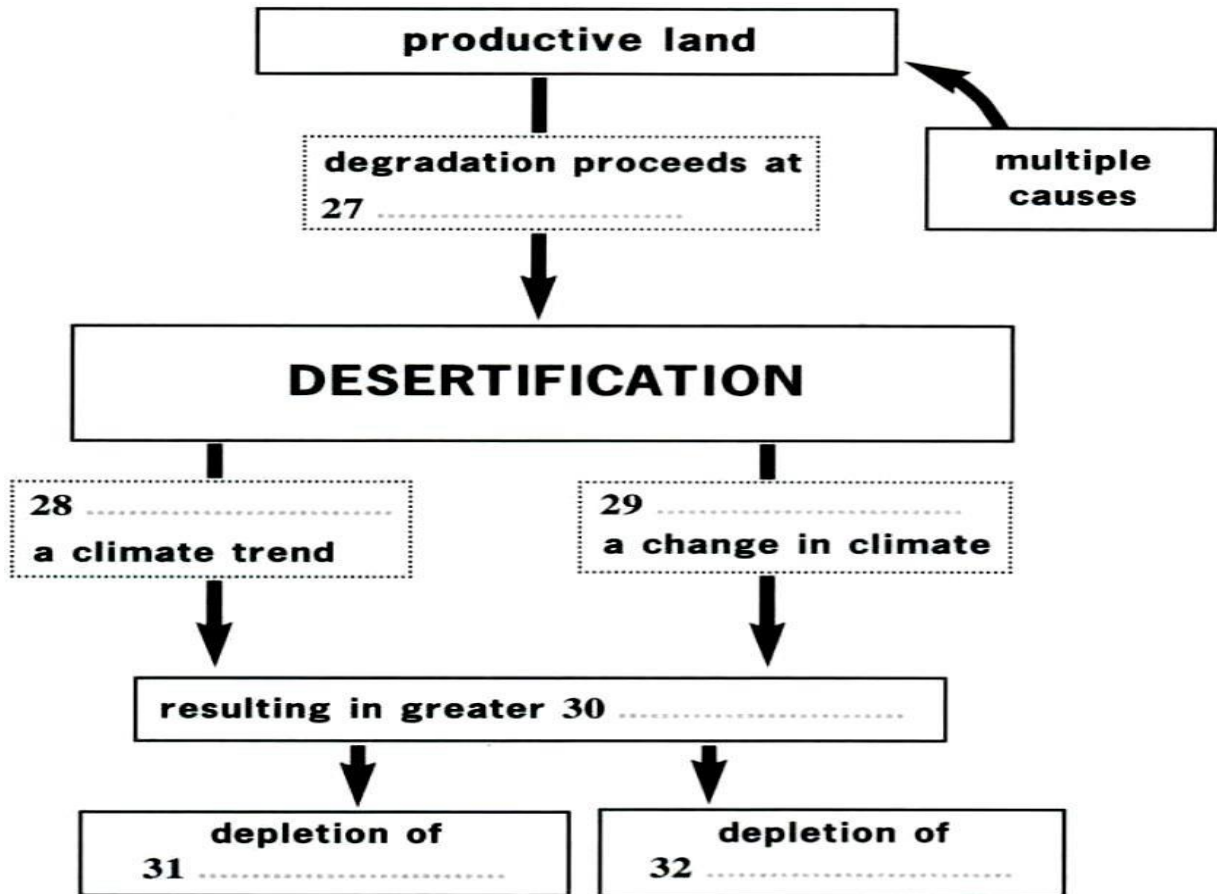 productive land
multiple
causes
degradation proceeds at
27 ........................................
DESERTIFICATION
28 ........................................
a climate trend
29 ........................................
a change in climate
resulting in greater 30 ........................................
depletion of
31 ........................................
depletion of
32 ........................................